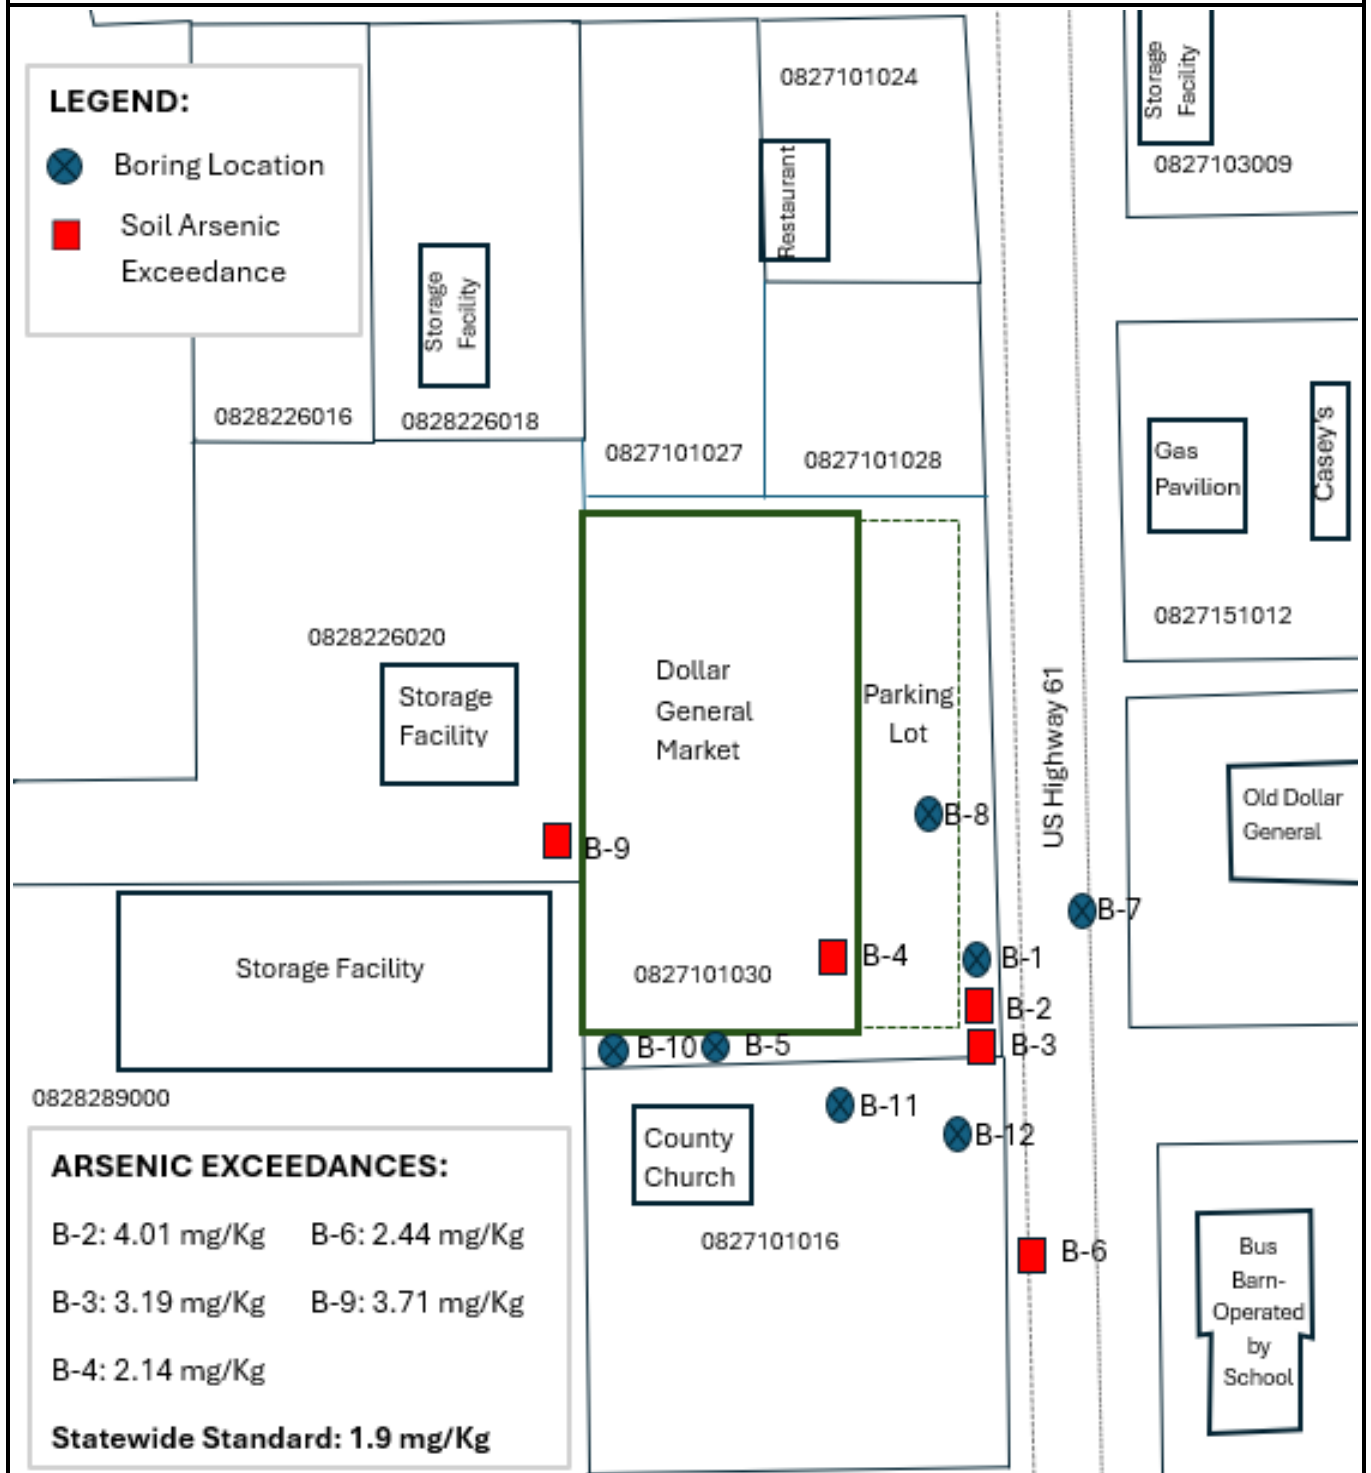 LEGEND:
Boring Location
Soil Arsenic
Exceedance
0827101024
Restaurant
Storage
Facility
0827103009
Storage
Facility
0828226016
0828226018
0827101027
0827101028
Gas
Pavilion
Casey's
0827151012
0828226020
Storage
Facility
Dollar
General
Market
Parking
Lot
US Highway 61
Old Dollar
General
B-8
B-9
B-7
B-4
B-1
0827101030
Storage Facility
B-2
B-3
B-10
B-5
0828289000
B-11
B-12
County
Church
0827101016
B-6
Bus
Barn-
Operated
by
School
ARSENIC EXCEEDANCES:
B-2: 4.01 mg/Kg B-6: 2.44 mg/Kg
B-3: 3.19 mg/Kg B-9: 3.71 mg/Kg
B-4: 2.14 mg/Kg
Statewide Standard: 1.9 mg/Kg